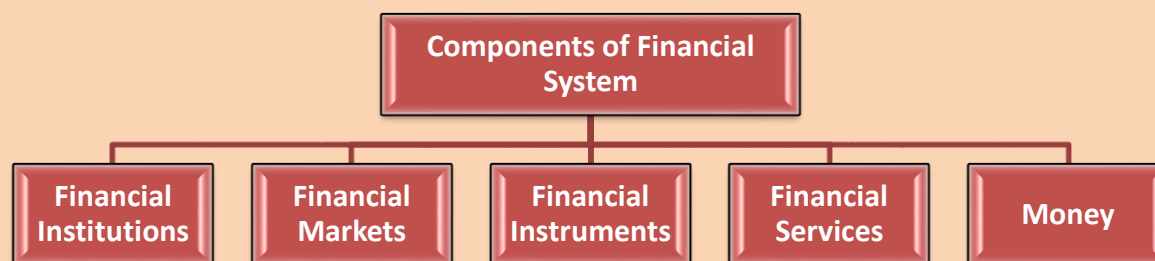 Components of Financial
System
Financial
Institutions
Financial
Markets
Financial
Instruments
Financial
Services
Money